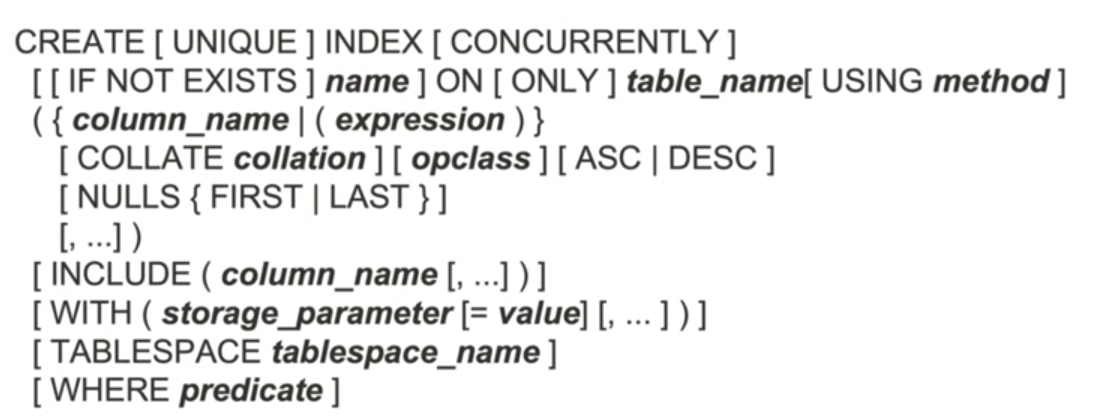 CREATE [ UNIQUE ] INDEX [ CONCURRENTLY ]
[ [ IF NOT EXISTS ] name ] ON [ ONLY ] table_name[ USING method ]
( { column_name | ( expression ) }
[ COLLATE collation ] [ opclass ] [ ASC | DESC ]
[ NULLS { FIRST | LAST } ]
[, ...] )
[ INCLUDE ( column_name [, ...] ) ]
[ WITH ( storage_parameter [= value] [, ... ] ) ]
[ TABLESPACE tablespace_name ]
[ WHERE predicate ]